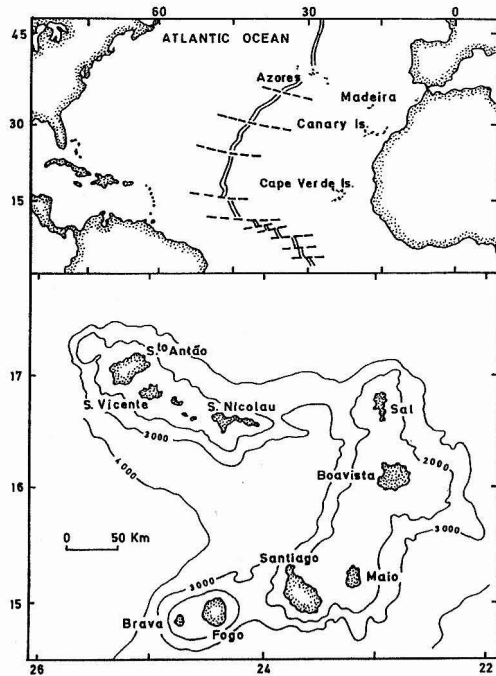 60 45 30 0
45 ATLANTIC OCEAN
Azores
Madeira
30 Canary Is.
Cape Verde Is.
15
S.to Antão
17
S. Vicente
S. Nicolau
Sal
3000
4000
Boavista
2000
16
3000
0 50 Km
Santiago
3000
Maio
15
Brava
Fogo
26 24 22